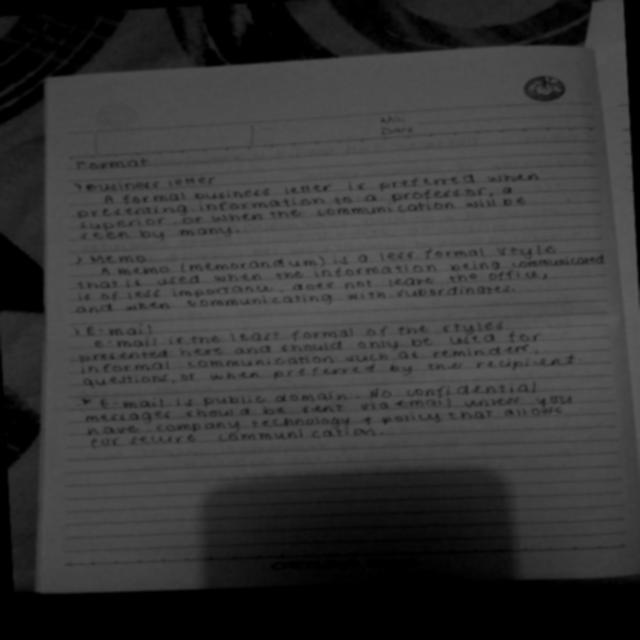 No.
Date
Format
> Business letter
A formal business letter is preferred when
presenting information to a professor, a
superior or when the communication will be
seen by many.
> Memo
A memo (memorandum) is a less formal style
that is used when the information being communicated
is of less importance, does not leave the office,
and when communicating with subordinates.
> E-mail
E-mail is the least formal of the styles
presented here and should only be used for
informal communication such as reminder,
questions, or when preferred by the recipient
* E-mail is public domain. No confidential
messages should be sent via email unless you
have company technology & policy that allows
for secure communication.